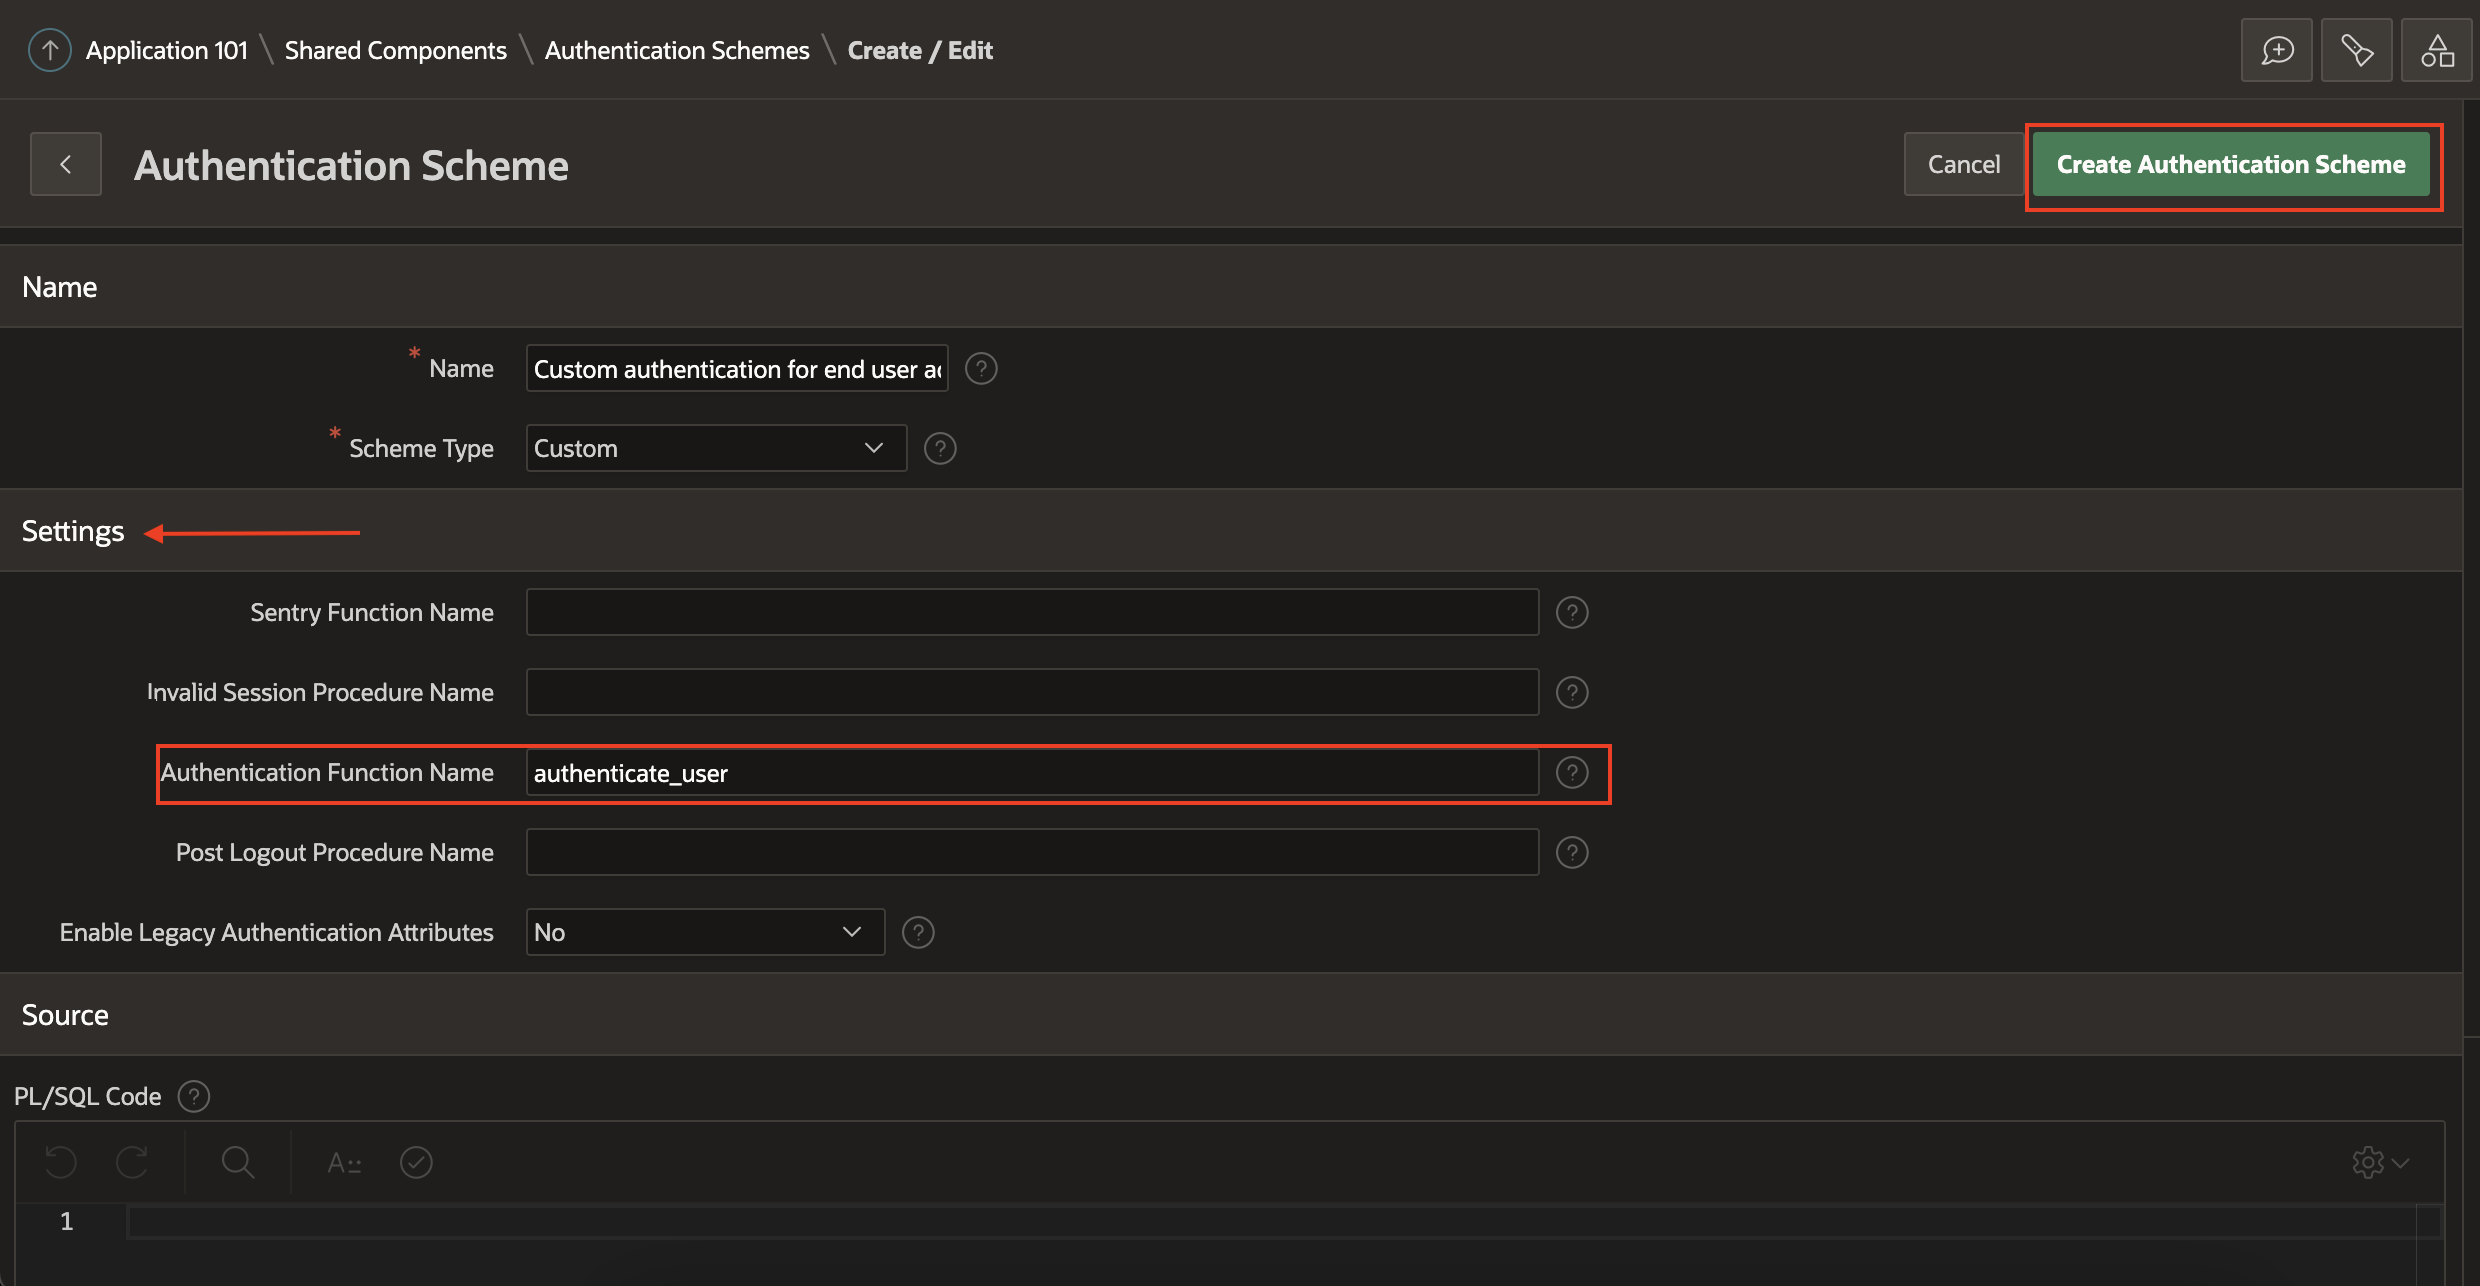 Application 101 \ Shared Components \ Authentication Schemes \ Create / Edit
Authentication Scheme
Cancel
Create Authentication Scheme
Name
* Name
Custom authentication for end user
* Scheme Type
Custom
Settings
Sentry Function Name
Invalid Session Procedure Name
Authentication Function Name
authenticate_user
Post Logout Procedure Name
Enable Legacy Authentication Attributes
No
Source
PL/SQL Code
1